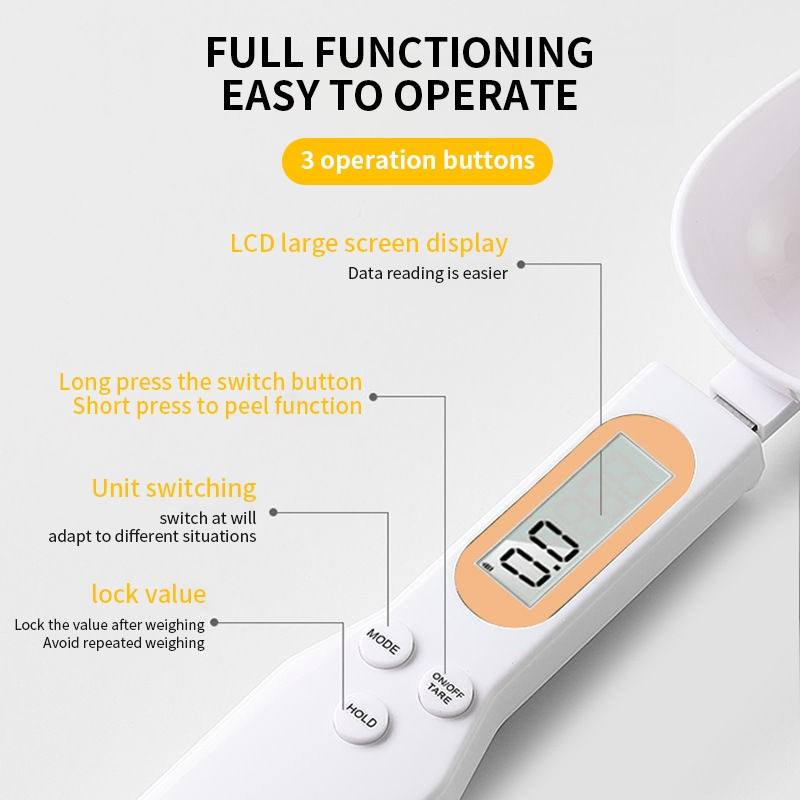 FULL FUNCTIONING
EASY TO OPERATE
3 operation buttons
LCD large screen display
Data reading is easier
Long press the switch button
Short press to peel function
Unit switching
switch at will
adapt to different situations
lock value
Lock the value after weighing
Avoid repeated weighing
0.0
MODE
ON/OFF
TARE
HOLD